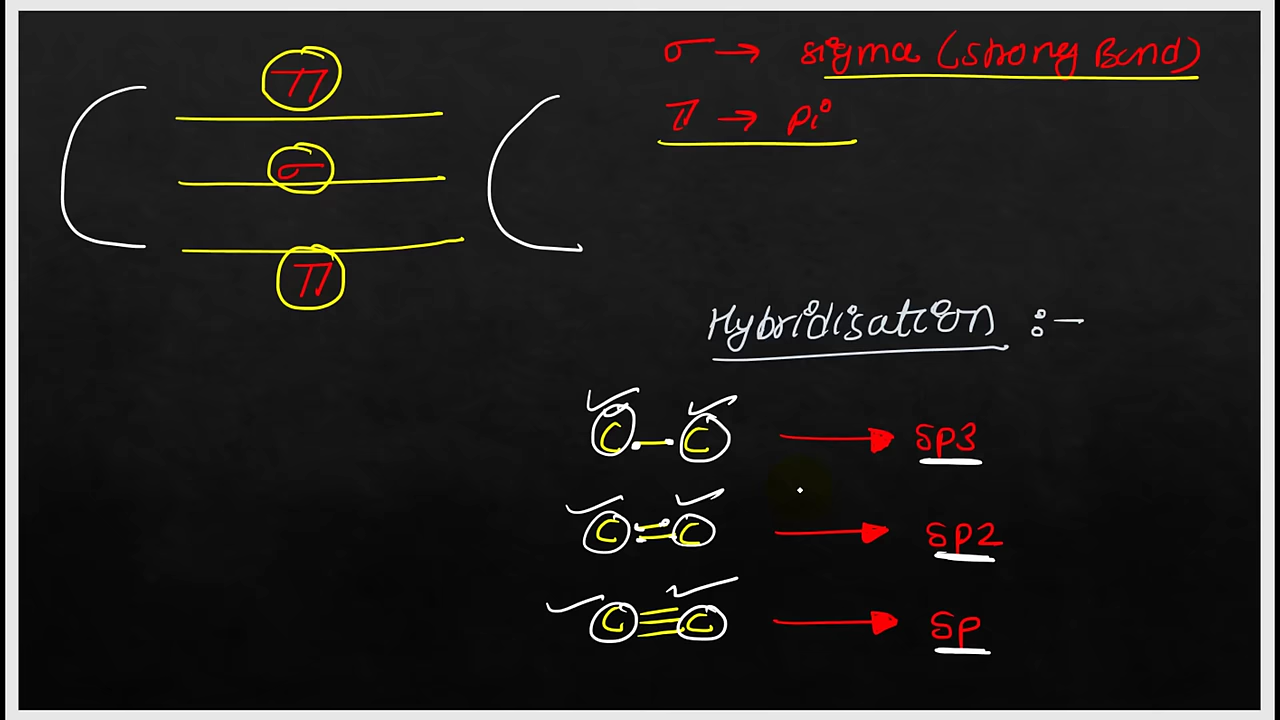 π
σ
π
σ → sigma (strong Bond)
π → pi
Hybridisation :-
C - C → sp3
C = C → sp2
C ≡ C → sp